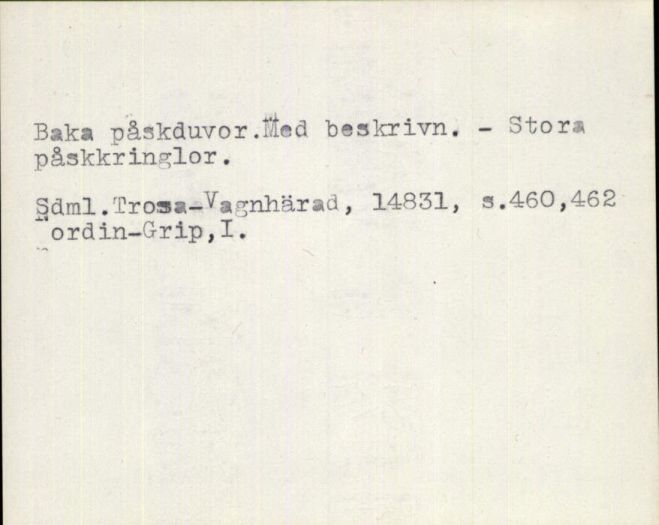 Baka påskduvor.Med beskrivn. - Stora
påskkringlor.
Sdml.Trosa-Vagnhärad, 14831, s.460,462
ordin-Grip,I.